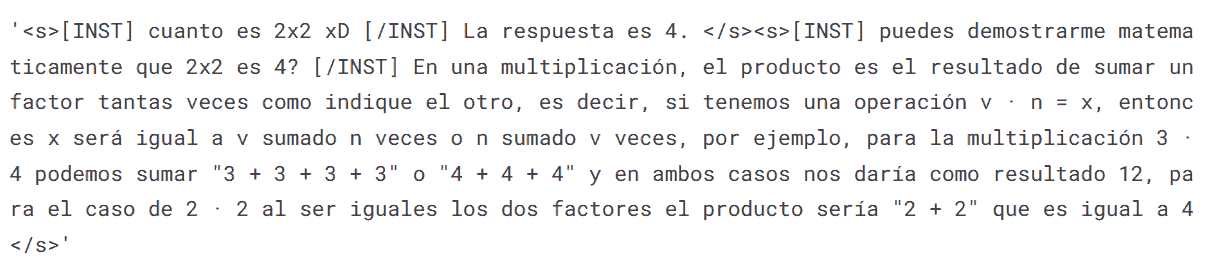 '<s>[INST] cuanto es 2x2 xD [/INST] La respuesta es 4. </s><s>[INST] puedes demostrarme matema
ticamente que 2x2 es 4? [/INST] En una multiplicación, el producto es el resultado de sumar un
factor tantas veces como indique el otro, es decir, si tenemos una operación v · n = x, entonc
es x será igual a v sumado n veces o n sumado v veces, por ejemplo, para la multiplicación 3 ·
4 podemos sumar "3 + 3 + 3 + 3" o "4 + 4 + 4" y en ambos casos nos daría como resultado 12, pa
ra el caso de 2 · 2 al ser iguales los dos factores el producto sería "2 + 2" que es igual a 4
</s>'